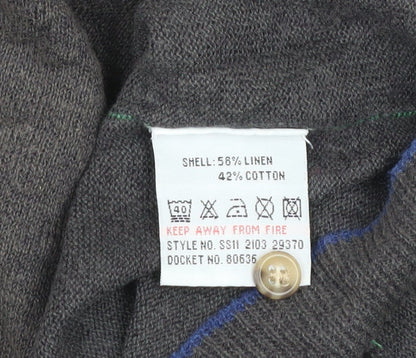 SHELL: 58% LINEN
42% COTTON
40
KEEP AWAY FROM FIRE
STYLE NO. SS11 2103 29370
DOCKET NO. 80635